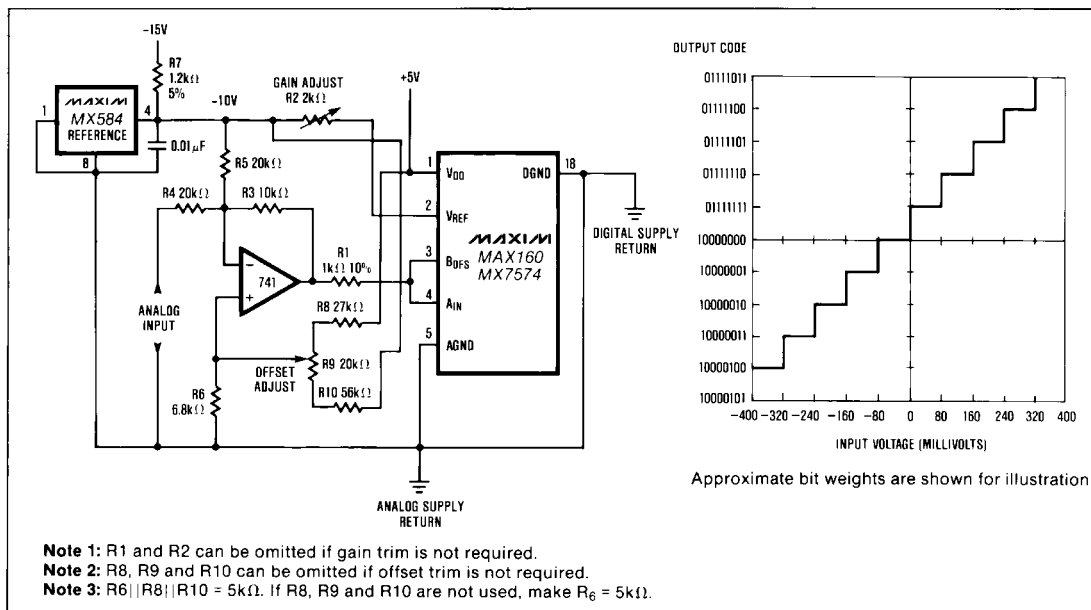 -15V
R7
1.2kΩ
5%
MAXIM
MX584
REFERENCE
1
4
8
0.01µF
-10V
GAIN ADJUST
R2 2kΩ
+5V
R5 20kΩ
R4 20kΩ
R3 10kΩ
741
−
+
R1
1kΩ 10%
R8 27kΩ
R9 20kΩ
R10 56kΩ
ANALOG
INPUT
OFFSET
ADJUST
R6
6.8kΩ
1
VDD
2
VREF
3
BOFS
4
AIN
5
AGND
DGND
18
MAXIM
MAX160
MX7574
DIGITAL SUPPLY
RETURN
ANALOG SUPPLY
RETURN
OUTPUT CODE
01111011
01111100
01111101
01111110
01111111
10000000
10000001
10000010
10000011
10000100
10000101
-400 -320 -240 -160 -80 0 80 160 240 320 400
INPUT VOLTAGE (MILLIVOLTS)
Approximate bit weights are shown for illustration
Note 1: R1 and R2 can be omitted if gain trim is not required.
Note 2: R8, R9 and R10 can be omitted if offset trim is not required.
Note 3: R6||R8||R10 = 5kΩ. If R8, R9 and R10 are not used, make R6 = 5kΩ.